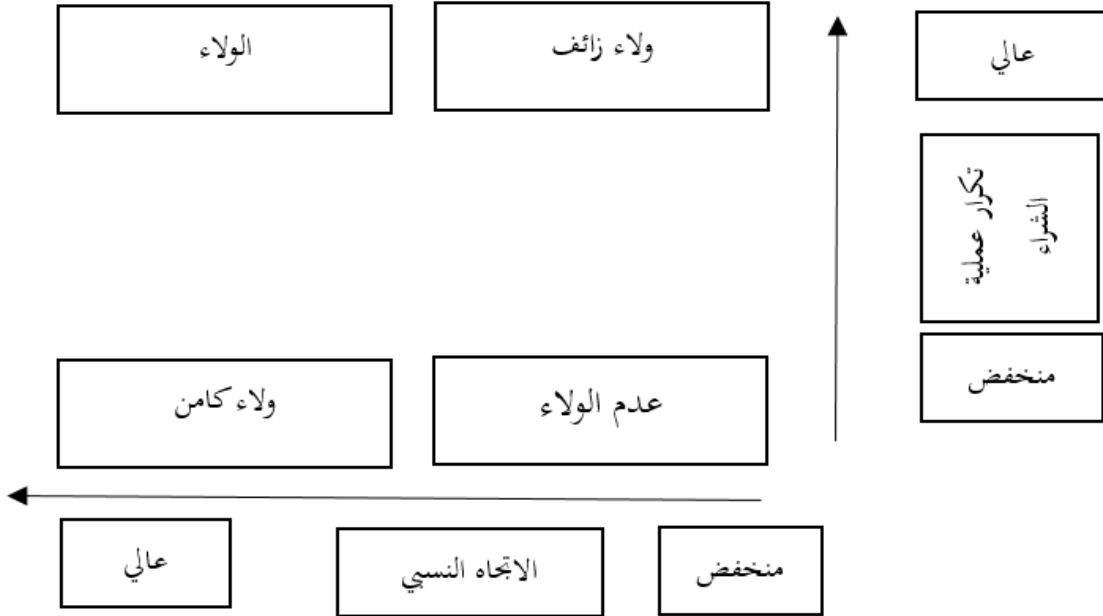 عالي
ولاء زائف
الولاء
تكرار عملية
الشراء
منخفض
عدم الولاء
ولاء كامن
منخفض
الاتجاه النسبي
عالي